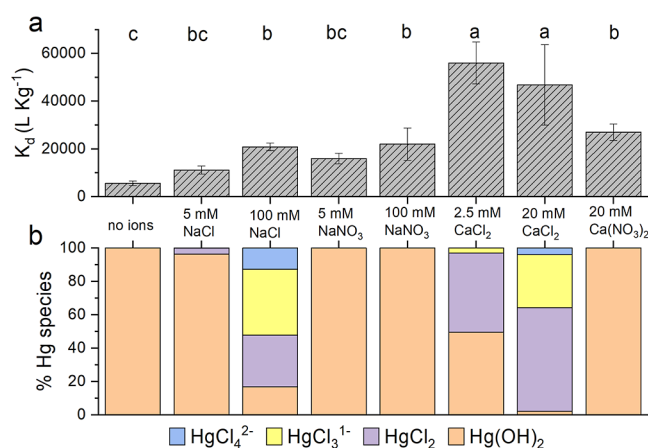 a
c bc b bc b a a b
60000
40000
20000
0
K_d (L Kg⁻¹)
no ions 5 mM NaCl 100 mM NaCl 5 mM NaNO₃ 100 mM NaNO₃ 2.5 mM CaCl₂ 20 mM CaCl₂ 20 mM Ca(NO₃)₂
b
100
80
60
40
20
0
% Hg species
HgCl₄²⁻ HgCl₃¹⁻ HgCl₂ Hg(OH)₂